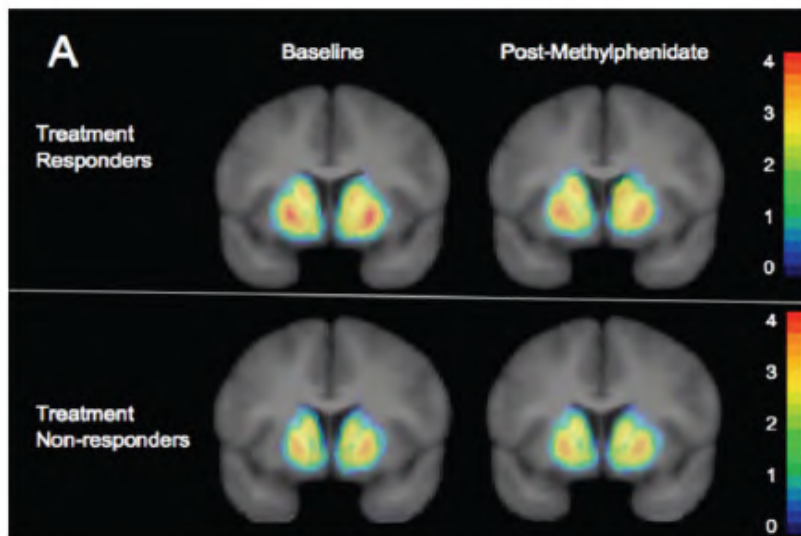 A
Baseline
Post-Methylphenidate
Treatment
Responders
4
3
2
1
0
Treatment
Non-responders
4
3
2
1
0